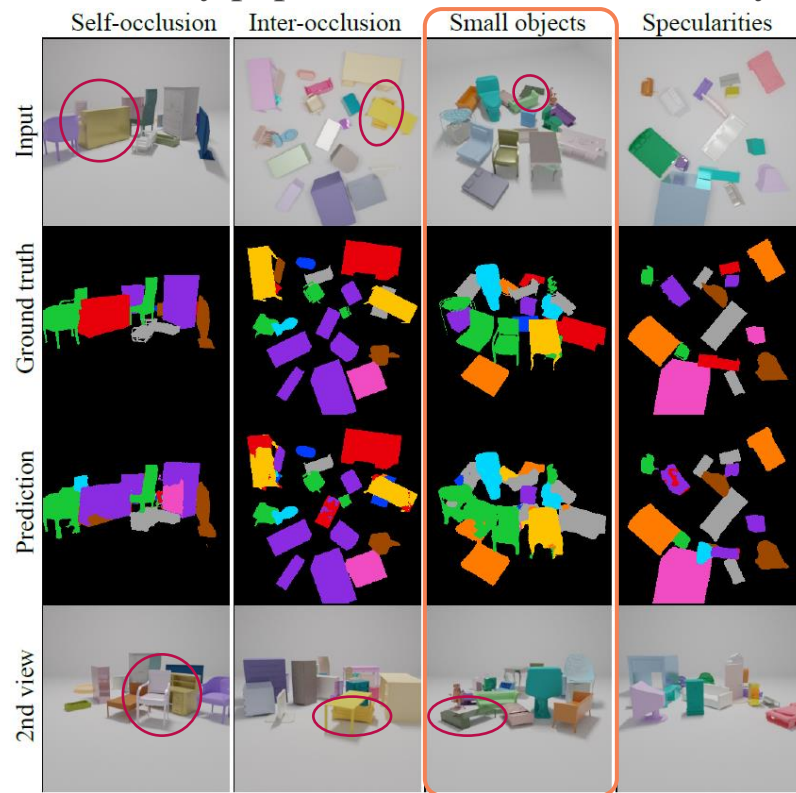 Self-occlusion Inter-occlusion Small objects Specularities
Input
Ground truth
Prediction
2nd view